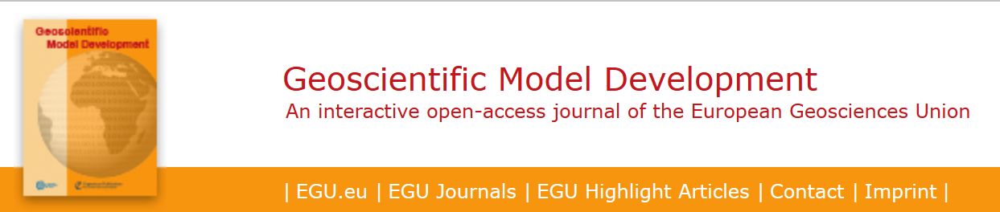 Geoscientific
Model Development
Geoscientific Model Development
An interactive open-access journal of the European Geosciences Union
| EGU.eu | EGU Journals | EGU Highlight Articles | Contact | Imprint |